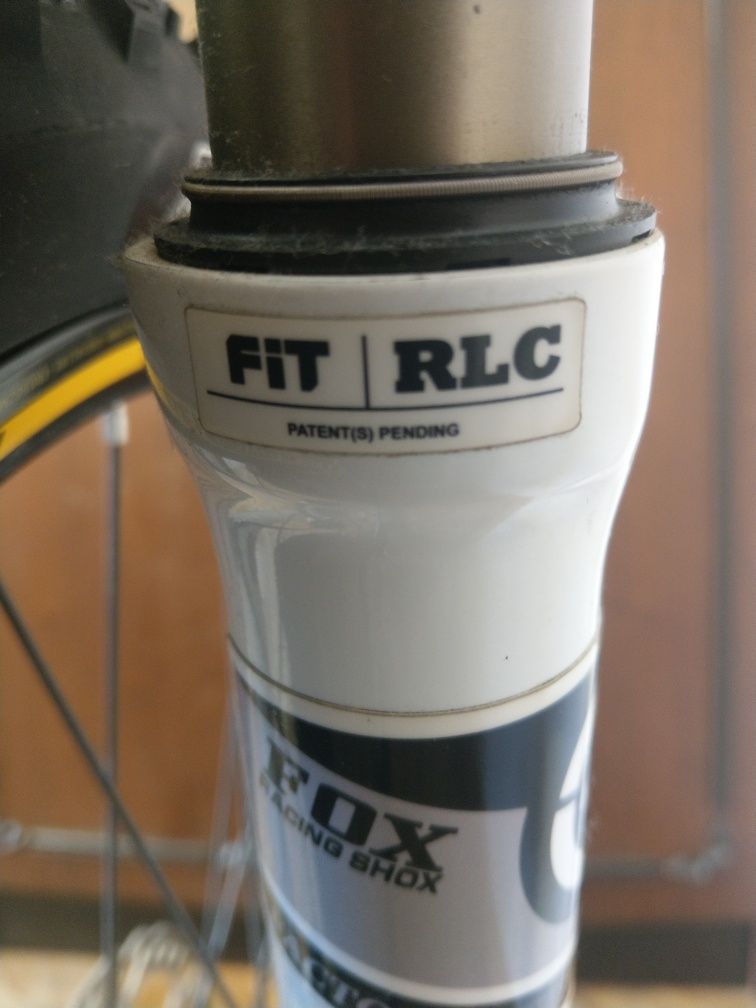 FiT | RLC
PATENT(S) PENDING
FOX
RACING SHOX